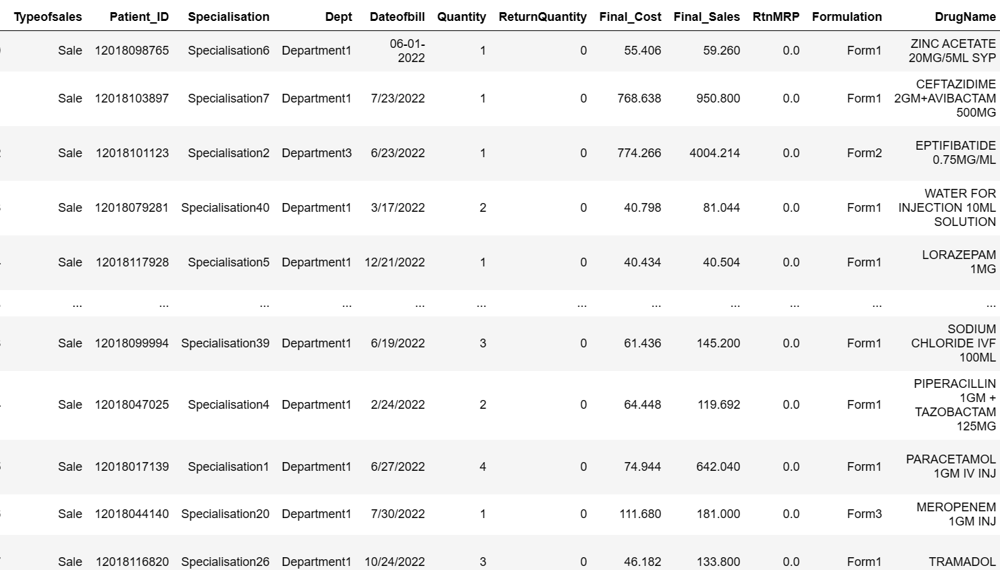 Typeofsales Patient_ID Specialisation Dept Dateofbill Quantity ReturnQuantity Final_Cost Final_Sales RtnMRP Formulation DrugName
Sale 12018098765 Specialisation6 Department1 06-01-2022 1 0 55.406 59.260 0.0 Form1 ZINC ACETATE 20MG/5ML SYP
Sale 12018103897 Specialisation7 Department1 7/23/2022 1 0 768.638 950.800 0.0 Form1 CEFTAZIDIME 2GM+AVIBACTAM 500MG
Sale 12018101123 Specialisation2 Department3 6/23/2022 1 0 774.266 4004.214 0.0 Form2 EPTIFIBATIDE 0.75MG/ML
Sale 12018079281 Specialisation40 Department1 3/17/2022 2 0 40.798 81.044 0.0 Form1 WATER FOR INJECTION 10ML SOLUTION
Sale 12018117928 Specialisation5 Department1 12/21/2022 1 0 40.434 40.504 0.0 Form1 LORAZEPAM 1MG
... ... ... ... ... ... ... ... ... ... ... ...
Sale 12018099994 Specialisation39 Department1 6/19/2022 3 0 61.436 145.200 0.0 Form1 SODIUM CHLORIDE IVF 100ML
Sale 12018047025 Specialisation4 Department1 2/24/2022 2 0 64.448 119.692 0.0 Form1 PIPERACILLIN 1GM + TAZOBACTAM 125MG
Sale 12018017139 Specialisation1 Department1 6/27/2022 4 0 74.944 642.040 0.0 Form1 PARACETAMOL 1GM IV INJ
Sale 12018044140 Specialisation20 Department1 7/30/2022 1 0 111.680 181.000 0.0 Form3 MEROPENEM 1GM INJ
Sale 12018116820 Specialisation26 Department1 10/24/2022 3 0 46.182 133.800 0.0 Form1 TRAMADOL